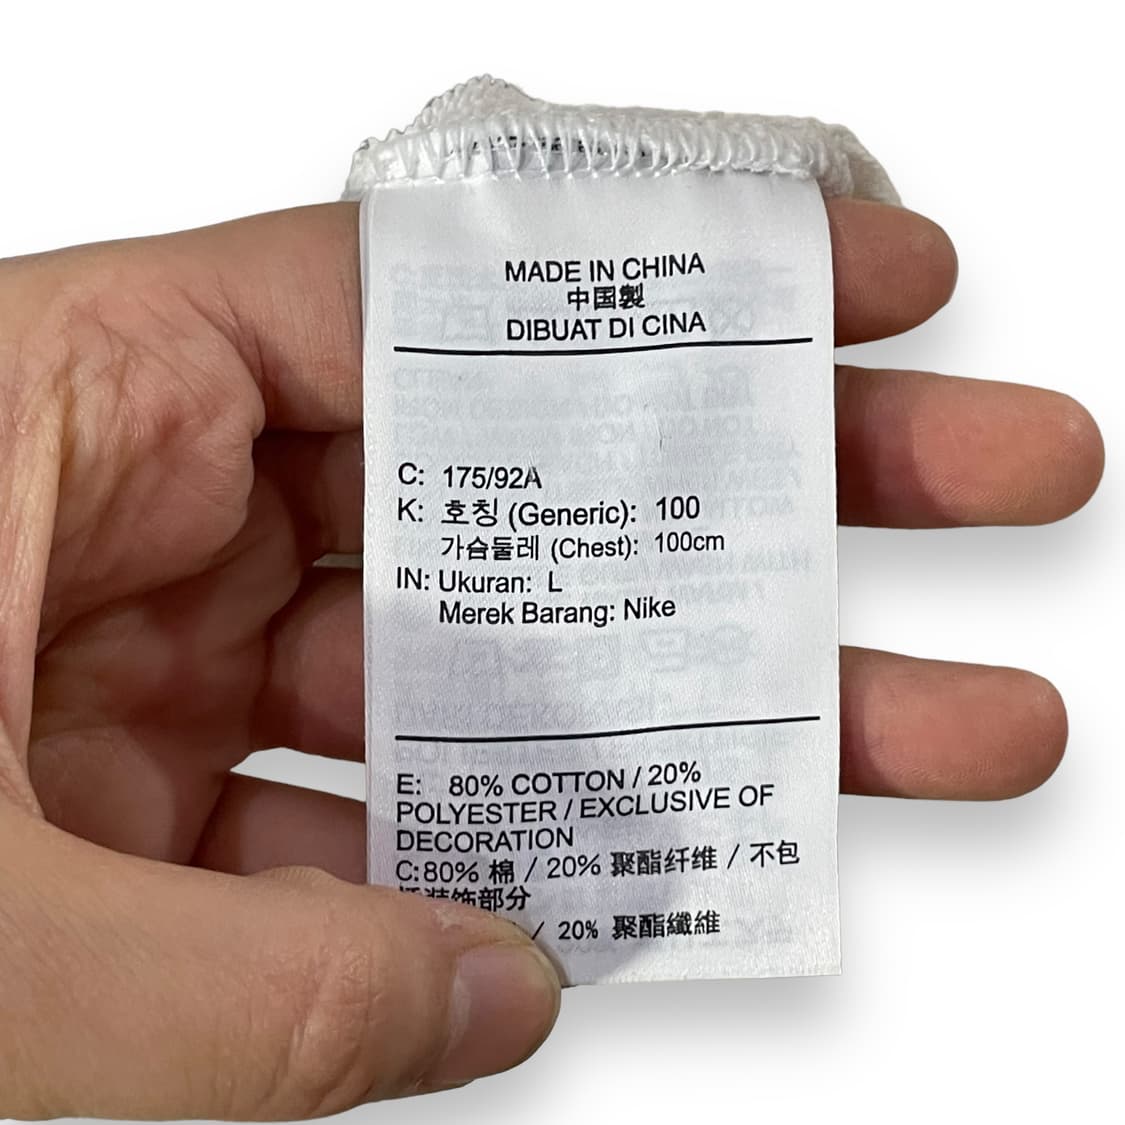 MADE IN CHINA
中国製
DIBUAT DI CINA
C: 175/92A
K: 호칭 (Generic): 100
가슴둘레 (Chest): 100cm
IN: Ukuran: L
Merek Barang: Nike
E: 80% COTTON / 20%
POLYESTER / EXCLUSIVE OF
DECORATION
C:80% 棉 / 20% 聚酯纤维 / 不包
装饰部分
/ 20% 聚酯纖維